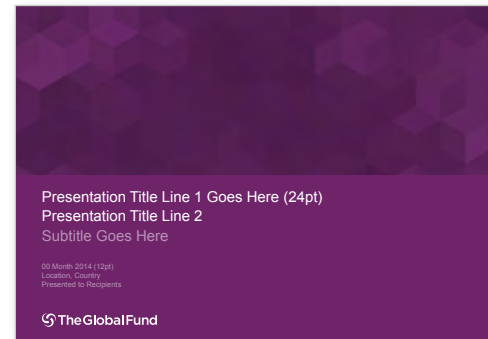 Presentation Title Line 1 Goes Here (24pt)
Presentation Title Line 2
Subtitle Goes Here
00 Month 2014 (12pt)
Location, Country
Presented to Recipients
TheGlobalFund